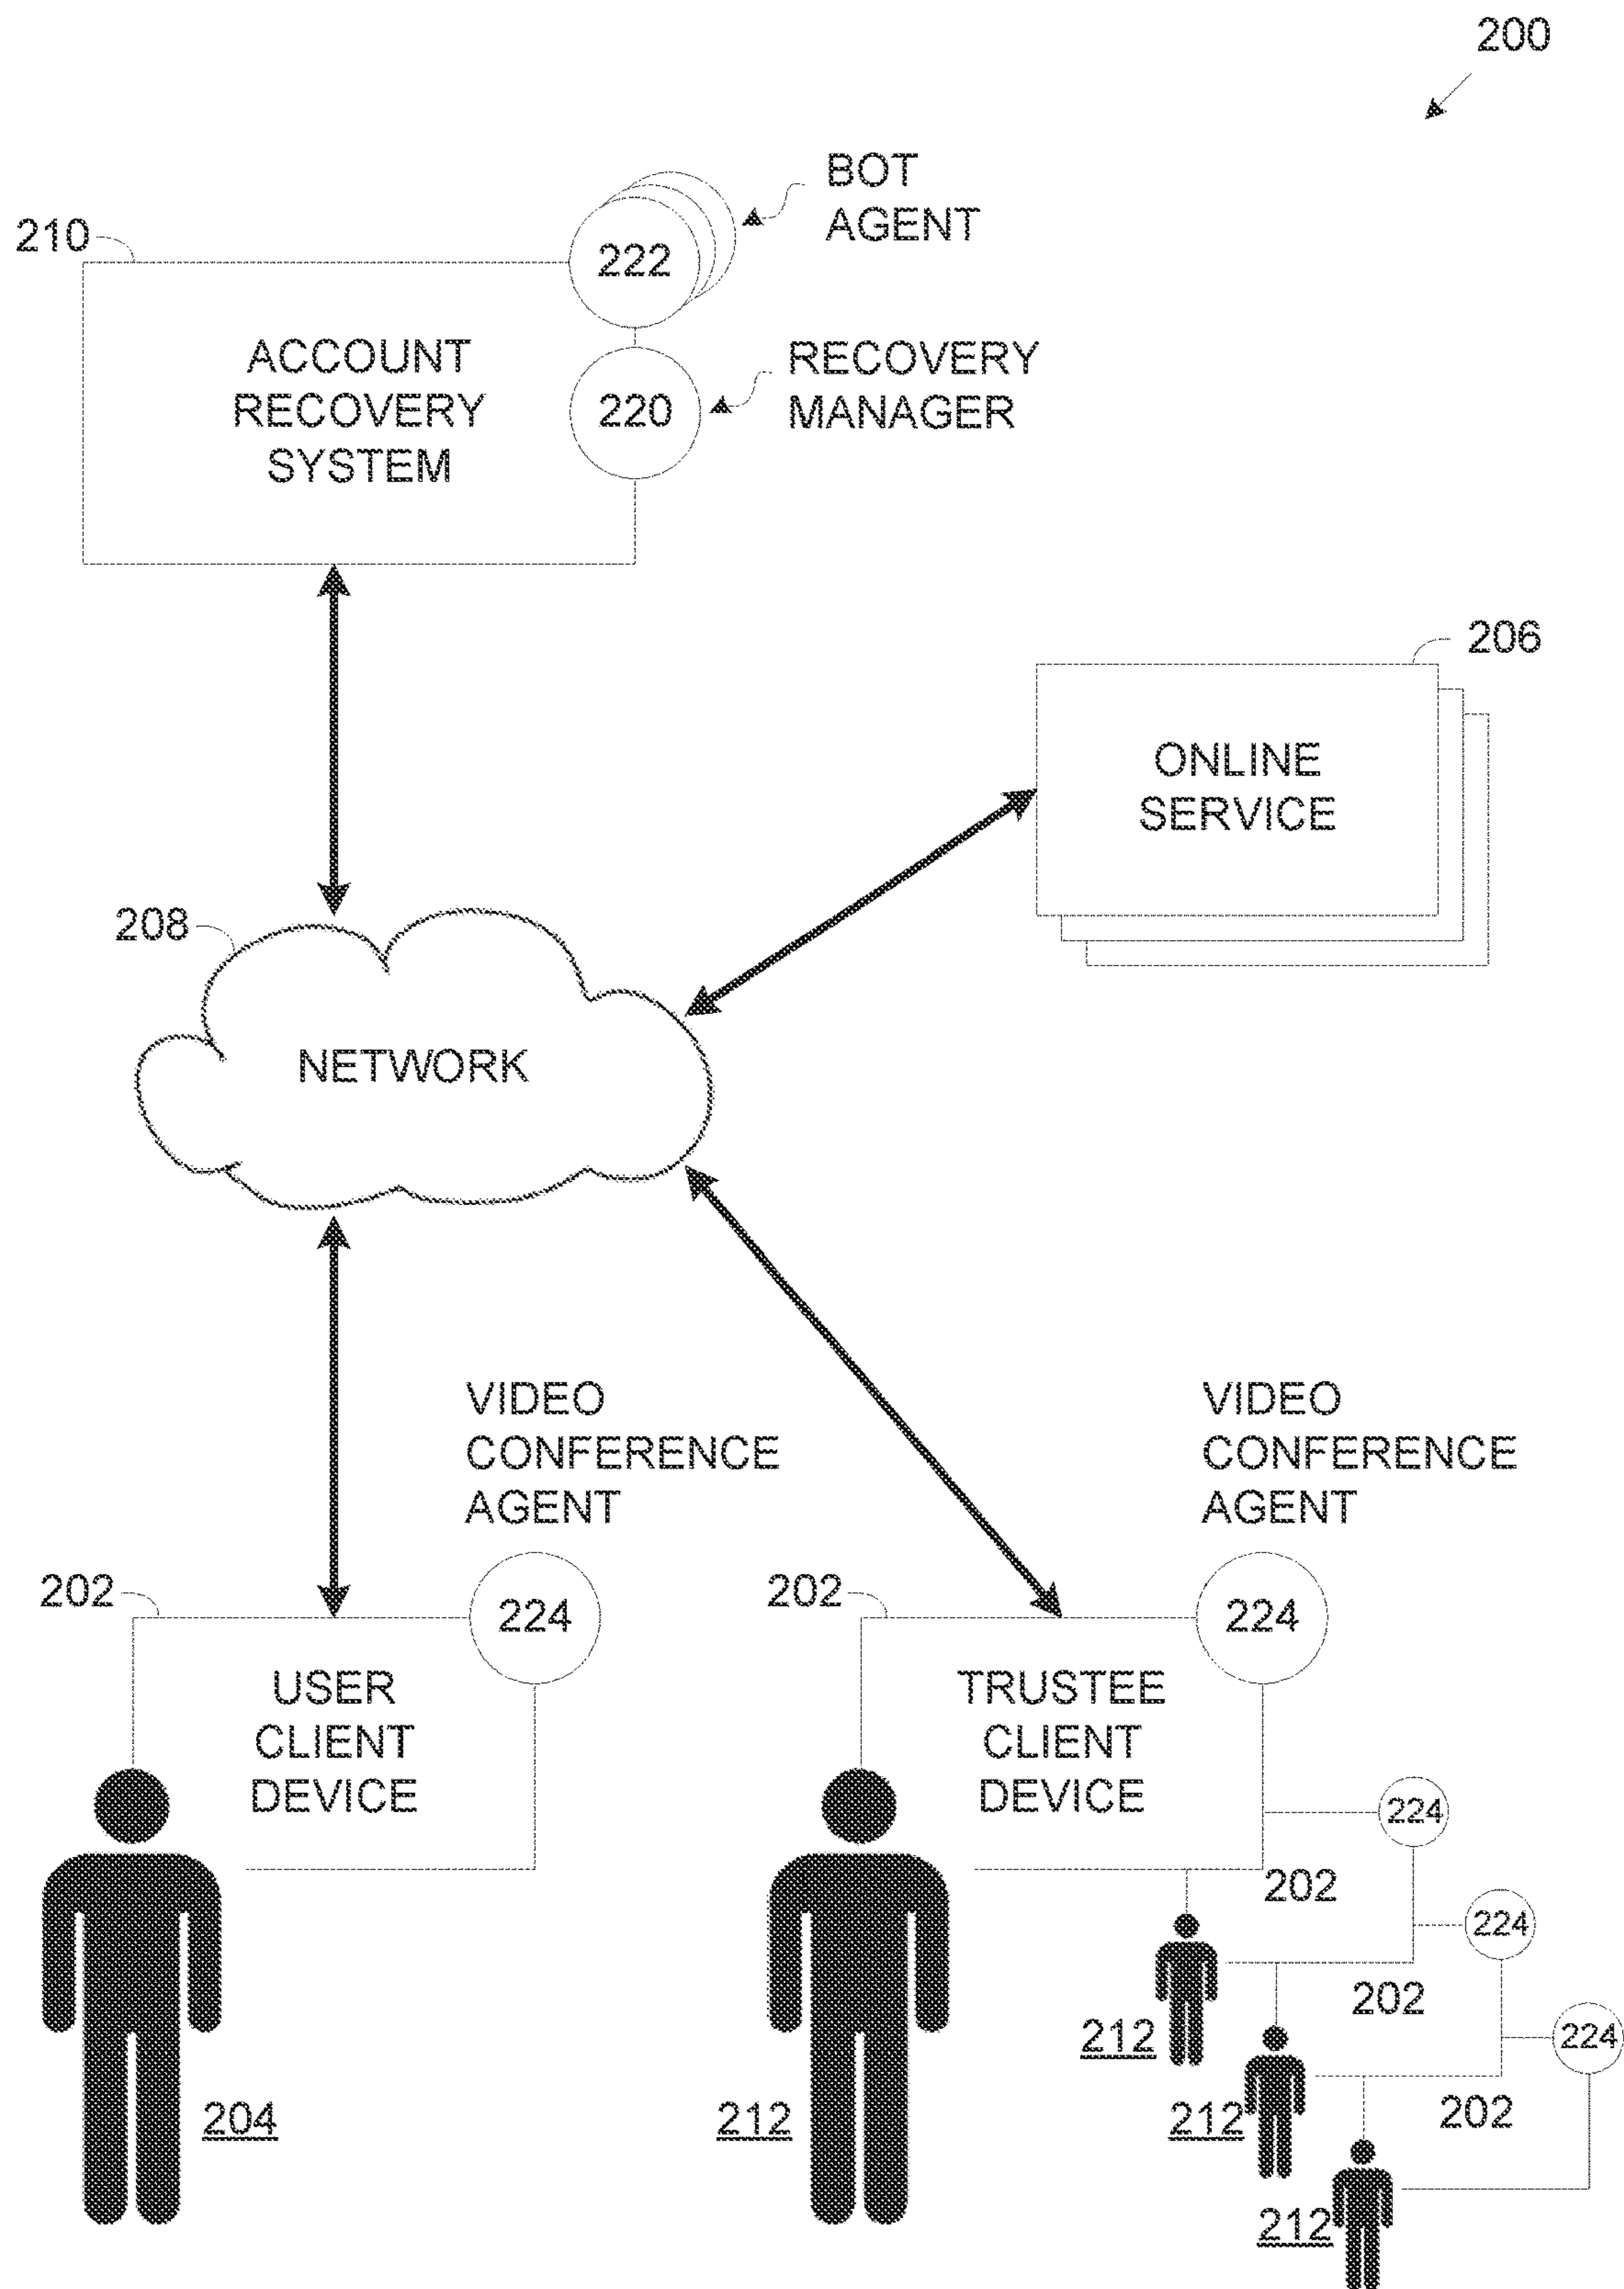 200
BOT
AGENT
210
222
ACCOUNT
RECOVERY
SYSTEM
RECOVERY
MANAGER
220
206
ONLINE
SERVICE
208
NETWORK
VIDEO
CONFERENCE
AGENT
VIDEO
CONFERENCE
AGENT
202
224
USER
CLIENT
DEVICE
204
202
224
TRUSTEE
CLIENT
DEVICE
212
224
202
212
224
202
212
224
202
212